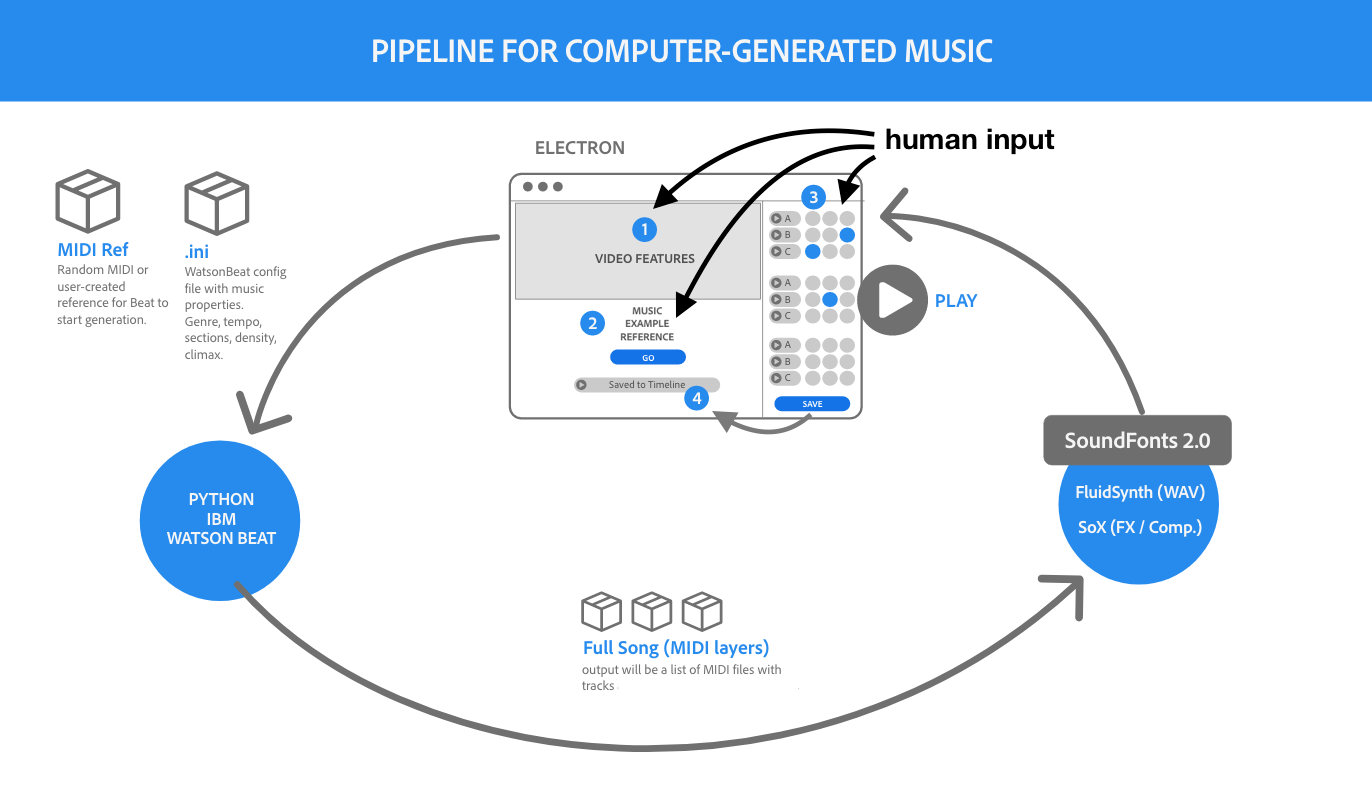 PIPELINE FOR COMPUTER-GENERATED MUSIC
ELECTRON
human input
MIDI Ref
Random MIDI or
user-created
reference for Beat to
start generation.
.ini
WatsonBeat config
file with music
properties.
Genre, tempo,
sections, density,
climax.
1
VIDEO FEATURES
2
MUSIC
EXAMPLE
REFERENCE
GO
Saved to Timeline
4
3
A
B
C
A
B
C
A
B
C
SAVE
PLAY
PYTHON
IBM
WATSON BEAT
SoundFonts 2.0
FluidSynth (WAV)
SoX (FX / Comp.)
Full Song (MIDI layers)
output will be a list of MIDI files with
tracks